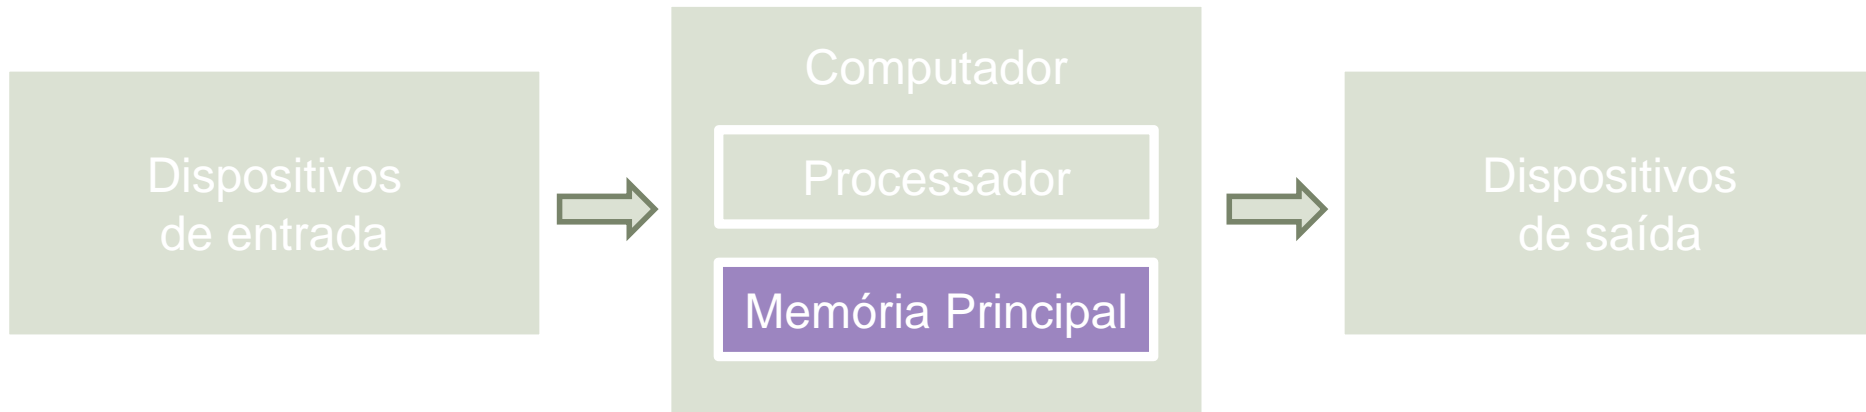 Dispositivos
de entrada
Computador
Processador
Memória Principal
Dispositivos
de saída